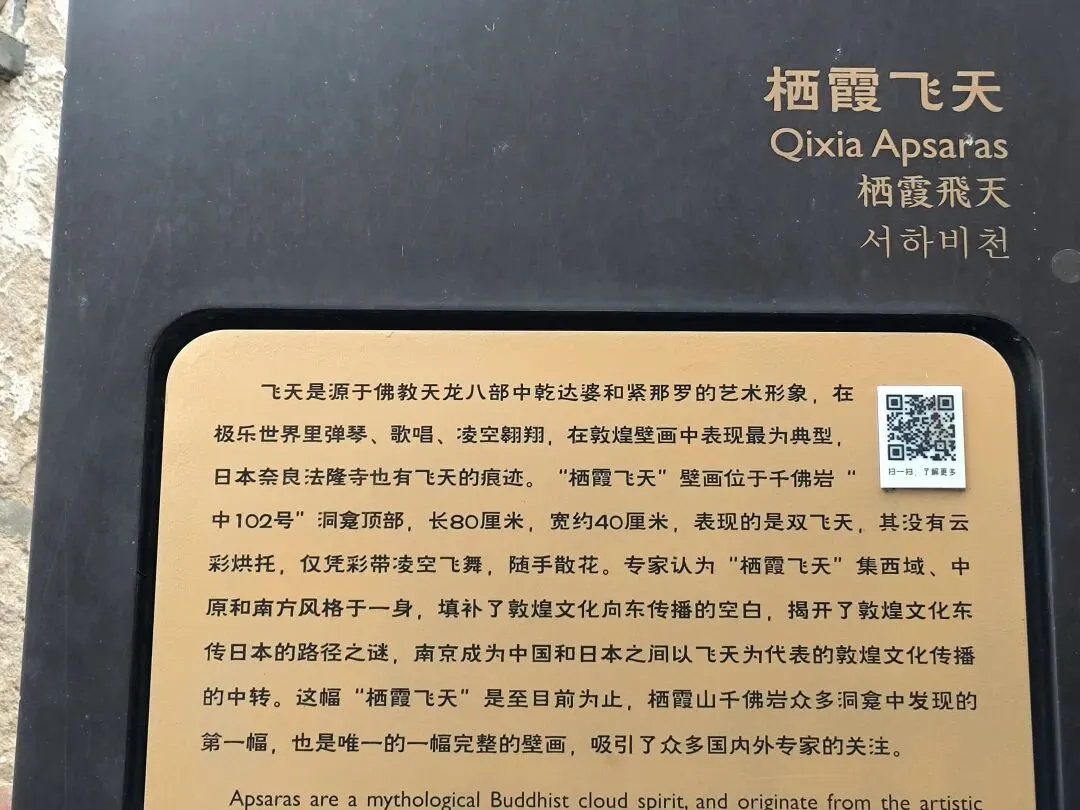 栖霞飞天
Qixia Apsaras
栖霞飛天
서하비천
飞天是源于佛教天龙八部中乾达婆和紧那罗的艺术形象，在
极乐世界里弹琴、歌唱、凌空翱翔，在敦煌壁画中表现最为典型，
日本奈良法隆寺也有飞天的痕迹。“栖霞飞天”壁画位于千佛岩“
中102号”洞龛顶部，长80厘米，宽约40厘米，表现的是双飞天，其没有云
彩烘托，仅凭彩带凌空飞舞，随手散花。专家认为“栖霞飞天”集西域、中
原和南方风格于一身，填补了敦煌文化向东传播的空白，揭开了敦煌文化东
传日本的路径之谜，南京成为中国和日本之间以飞天为代表的敦煌文化传播
的中转。这幅“栖霞飞天”是至目前为止，栖霞山千佛岩众多洞龛中发现的
第一幅，也是唯一的一幅完整的壁画，吸引了众多国内外专家的关注。
扫一扫，了解更多
Apsaras are a mythological Buddhist cloud spirit, and originate from the artistic